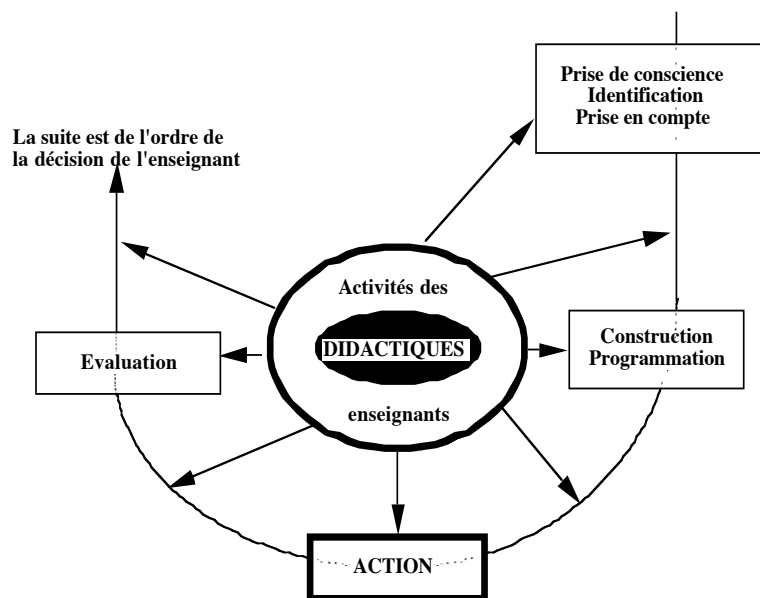 Prise de conscience
Identification
Prise en compte
La suite est de l'ordre de
la décision de l'enseignant
Activités des
DIDACTIQUES
enseignants
Construction
Programmation
Evaluation
ACTION